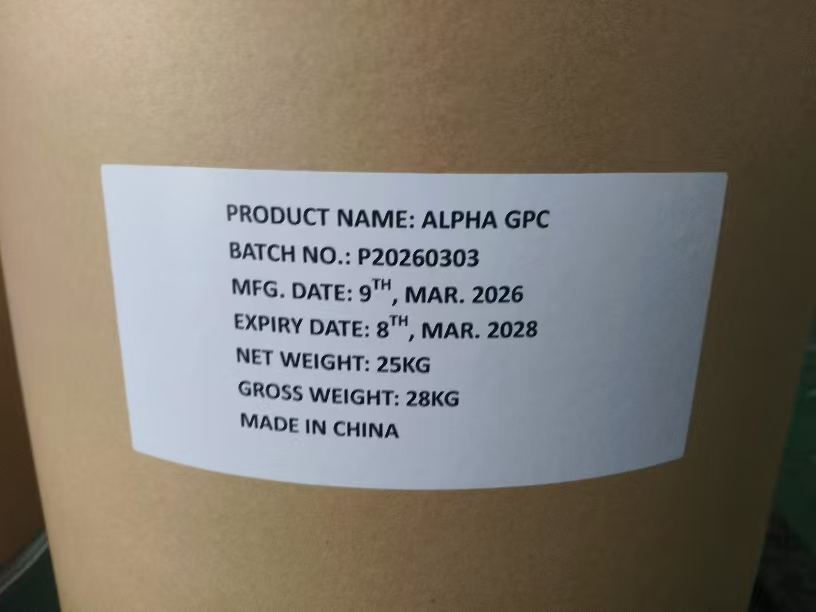 PRODUCT NAME: ALPHA GPC
BATCH NO.: P20260303
MFG. DATE: 9TH, MAR. 2026
EXPIRY DATE: 8TH, MAR. 2028
NET WEIGHT: 25KG
GROSS WEIGHT: 28KG
MADE IN CHINA